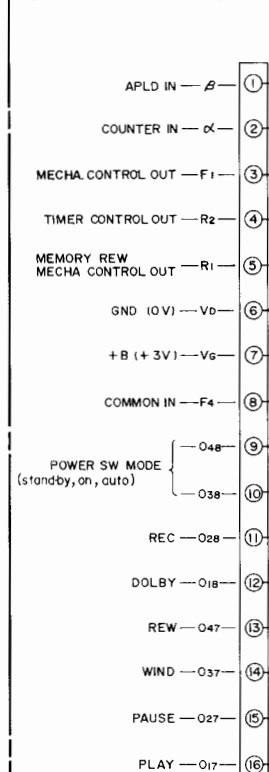 APLD IN — β — 1
COUNTER IN — α — 2
MECHA. CONTROL OUT — F1 — 3
TIMER CONTROL OUT — R2 — 4
MEMORY REW
MECHA CONTROL OUT — R1 — 5
GND (0V) — VD — 6
+B (+3V) — VG — 7
COMMON IN — F4 — 8
O48 — 9
POWER SW MODE
(stand-by, on, auto)
O38 — 10
REC — O28 — 11
DOLBY — O18 — 12
REW — O47 — 13
WIND — O37 — 14
PAUSE — O27 — 15
PLAY — O17 — 16